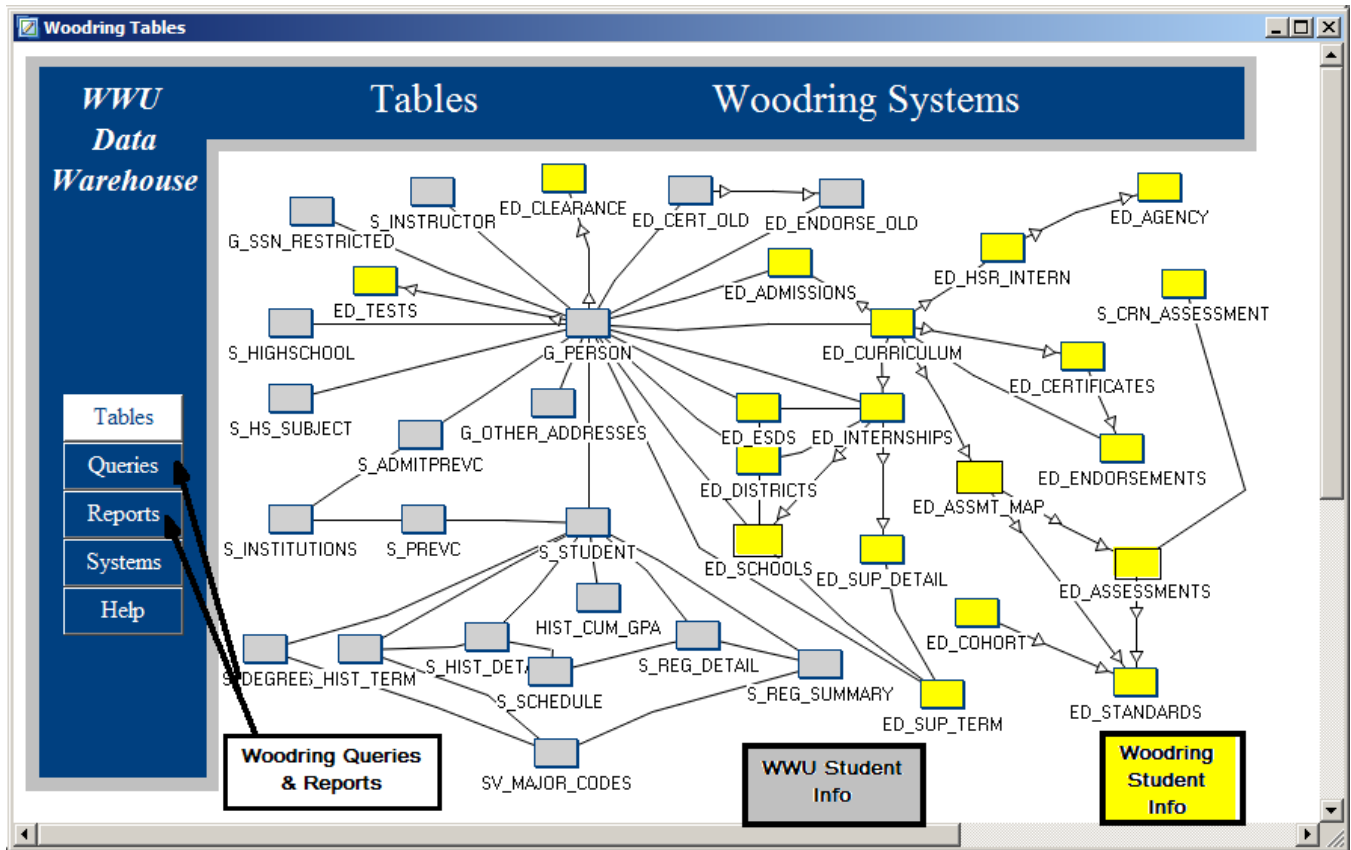 Woodring Tables
WWU
Data
Warehouse
Tables
Woodring Systems
Tables
Queries
Reports
Systems
Help
ED_CLEARANCE
S_INSTRUCTOR
ED_CERT_OLD
ED_ENDORSE_OLD
ED_AGENCY
G_SSN_RESTRICTED
ED_HSR_INTERN
ED_TESTS
ED_ADMISSIONS
S_CRN_ASSESSMENT
S_HIGHSCHOOL
G_PERSON
ED_CURRICULUM
ED_CERTIFICATES
S_HS_SUBJECT
G_OTHER_ADDRESSES
ED_ESDS
ED_INTERNSHIPS
S_ADMITPREVC
ED_ENDORSEMENTS
ED_DISTRICTS
ED_ASSMT_MAP
S_INSTITUTIONS
S_PREVC
S_STUDENT
ED_SCHOOLS
ED_SUP_DETAIL
ED_ASSESSMENTS
HIST_CUM_GPA
ED_COHORT
S_HIST_DETA
S_REG_DETAIL
S_DEGREE
S_HIST_TERM
S_SCHEDULE
S_REG_SUMMARY
ED_SUP_TERM
ED_STANDARDS
SV_MAJOR_CODES
Woodring Queries
& Reports
WWU Student
Info
Woodring
Student
Info